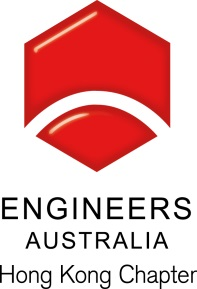 ENGINEERS
AUSTRALIA
Hong Kong Chapter